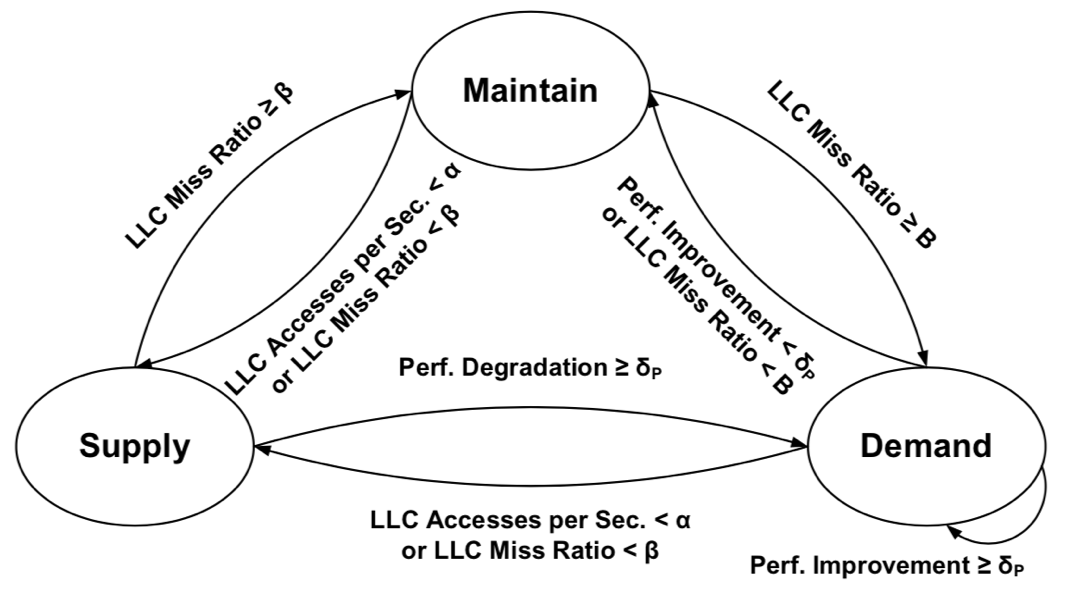 Maintain
LLC Miss Ratio ≥ β
LLC Miss Ratio ≥ B
LLC Accesses per Sec. < α
or LLC Miss Ratio < β
Perf. Improvement < δP
or LLC Miss Ratio < B
Perf. Degradation ≥ δP
Supply
Demand
LLC Accesses per Sec. < α
or LLC Miss Ratio < β
Perf. Improvement ≥ δP